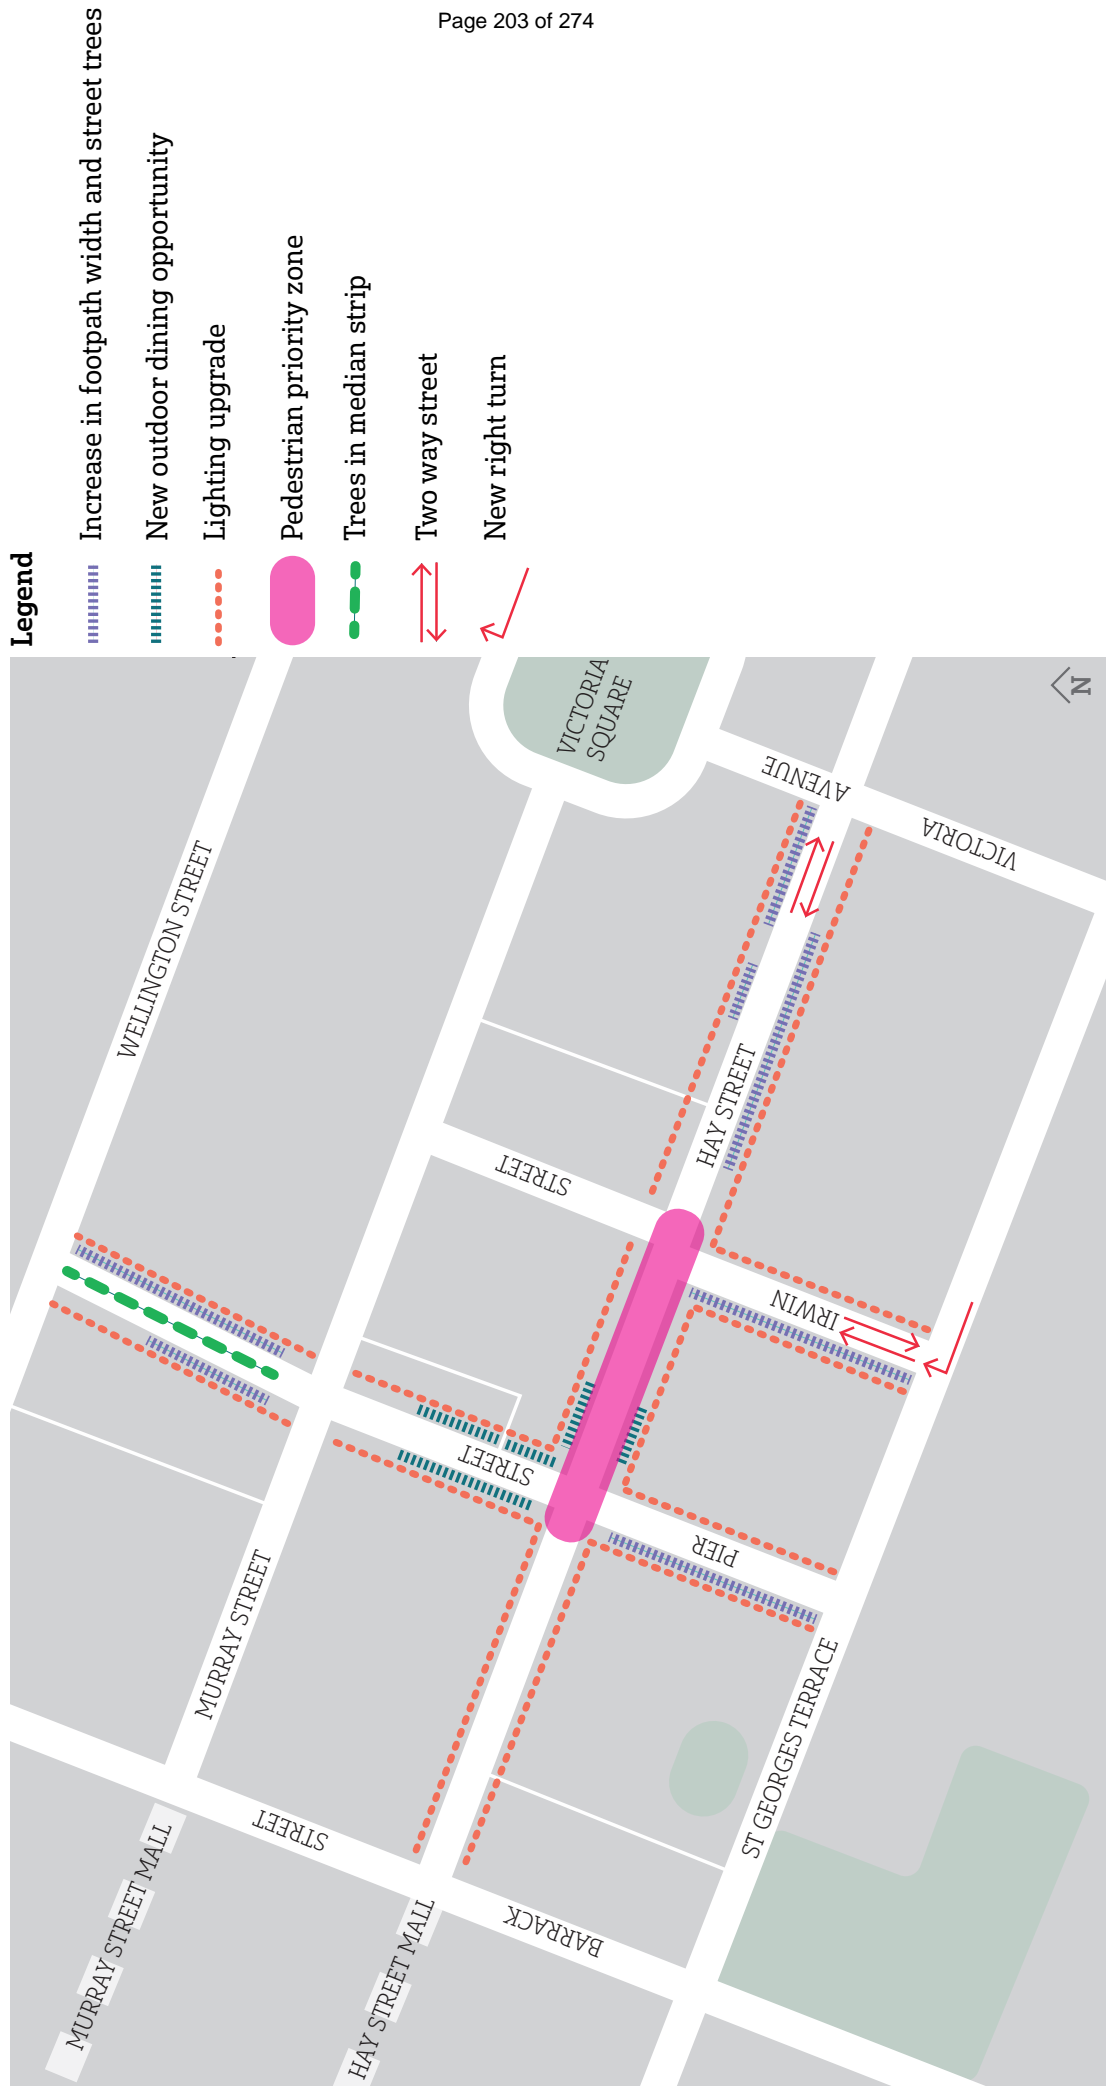 Page 203 of 274
Legend
Increase in footpath width and street trees
New outdoor dining opportunity
Lighting upgrade
Pedestrian priority zone
Trees in median strip
Two way street
New right turn
WELLINGTON STREET
VICTORIA
SQUARE
VICTORIA
AVENUE
HAY STREET
IRWIN
STREET
PIER
STREET
MURRAY STREET
MURRAY STREET MALL
HAY STREET MALL
BARRACK
STREET
ST GEORGES TERRACE
N